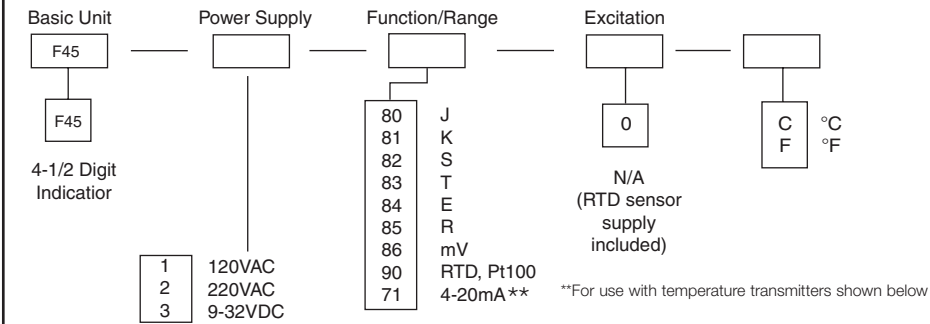 Basic Unit Power Supply Function/Range Excitation
F45
F45
4-1/2 Digit
Indicatior
1 120VAC
2 220VAC
3 9-32VDC
80 J
81 K
82 S
83 T
84 E
85 R
86 mV
90 RTD, Pt100
71 4-20mA**
0
N/A
(RTD sensor
supply
included)
C °C
F °F
**For use with temperature transmitters shown below